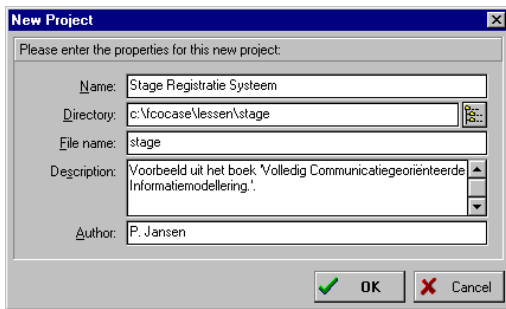 New Project
Please enter the properties for this new project:
Name: Stage Registratie Systeem
Directory: c:\fcocase\lessen\stage
File name: stage
Description: Voorbeeld uit het boek 'Volledig Communicatiegeoriënteerde
Informatiemodellering.'.
Author: P. Jansen
OK Cancel